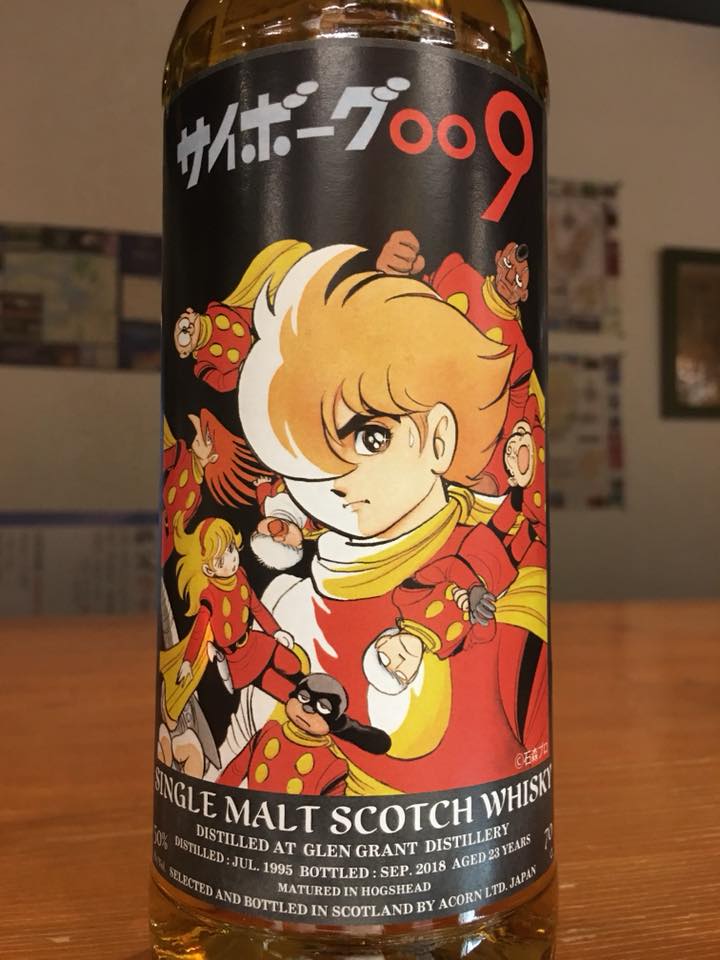 サイボーグ009
©石森プロ
SINGLE MALT SCOTCH WHISKY
DISTILLED AT GLEN GRANT DISTILLERY
50%
DISTILLED : JUL. 1995 BOTTLED : SEP. 2018 AGED 23 YEARS
70
MATURED IN HOGSHEAD
SELECTED AND BOTTLED IN SCOTLAND BY ACORN LTD. JAPAN